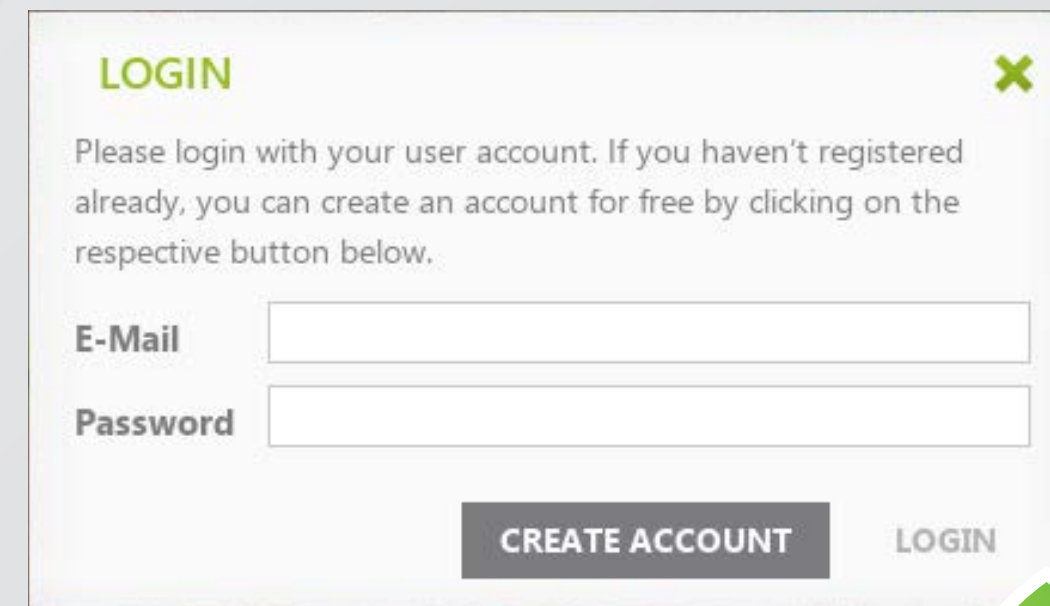 LOGIN
Please login with your user account. If you haven't registered
already, you can create an account for free by clicking on the
respective button below.
E-Mail
Password
CREATE ACCOUNT
LOGIN